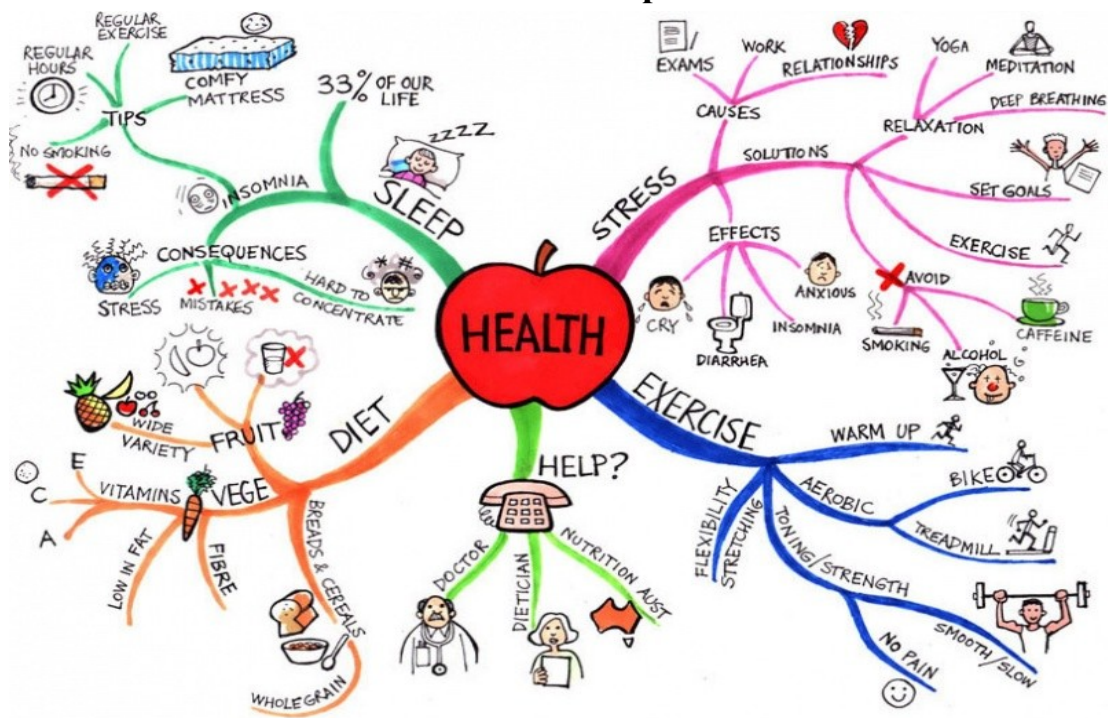 HEALTH
SLEEP
33% OF OUR
LIFE
ZZZZ
INSOMNIA
TIPS
REGULAR
EXERCISE
REGULAR
HOURS
COMFY
MATTRESS
NO SMOKING
CONSEQUENCES
STRESS
MISTAKES
HARD TO
CONCENTRATE
STRESS
CAUSES
EXAMS
WORK
RELATIONSHIPS
SOLUTIONS
RELAXATION
YOGA
MEDITATION
DEEP BREATHING
SET GOALS
EXERCISE
AVOID
SMOKING
ALCOHOL
CAFFEINE
EFFECTS
CRY
DIARRHEA
INSOMNIA
ANXIOUS
DIET
FRUIT
WIDE
VARIETY
VEGE
VITAMINS
E
C
A
LOW IN FAT
FIBRE
BREADS & CEREALS
WHOLEGRAIN
HELP?
DOCTOR
DIETICIAN
NUTRITION AUST
EXERCISE
WARM UP
AEROBIC
BIKE
TREADMILL
TONING/STRENGTH
SMOOTH/SLOW
NO PAIN
FLEXIBILITY
STRETCHING